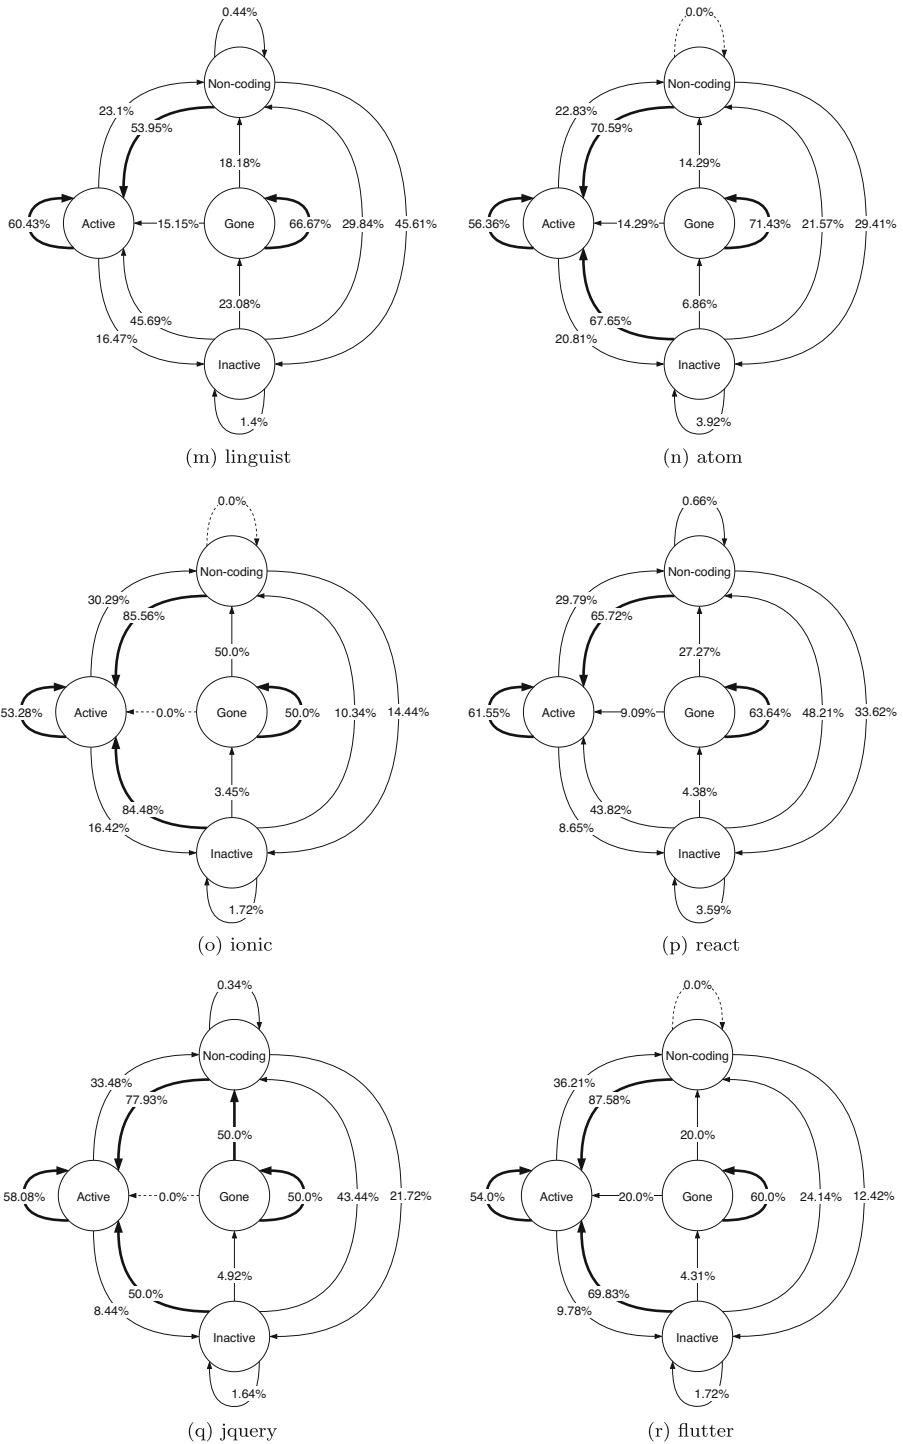 0.44%
Non-coding
23.1%
53.95%
18.18%
60.43%
Active
15.15%
Gone
66.67%
29.84%
45.61%
23.08%
45.69%
16.47%
Inactive
1.4%
(m) linguist
0.0%
Non-coding
22.83%
70.59%
14.29%
56.36%
Active
14.29%
Gone
71.43%
21.57%
29.41%
6.86%
67.65%
20.81%
Inactive
3.92%
(n) atom
0.0%
Non-coding
30.29%
85.56%
50.0%
53.28%
Active
0.0%
Gone
50.0%
10.34%
14.44%
3.45%
84.48%
16.42%
Inactive
1.72%
(o) ionic
0.66%
Non-coding
29.79%
65.72%
27.27%
61.55%
Active
9.09%
Gone
63.64%
48.21%
33.62%
4.38%
43.82%
8.65%
Inactive
3.59%
(p) react
0.34%
Non-coding
33.48%
77.93%
50.0%
58.08%
Active
0.0%
Gone
50.0%
43.44%
21.72%
4.92%
50.0%
8.44%
Inactive
1.64%
(q) jquery
0.0%
Non-coding
36.21%
87.58%
20.0%
54.0%
Active
20.0%
Gone
60.0%
24.14%
12.42%
4.31%
69.83%
9.78%
Inactive
1.72%
(r) flutter